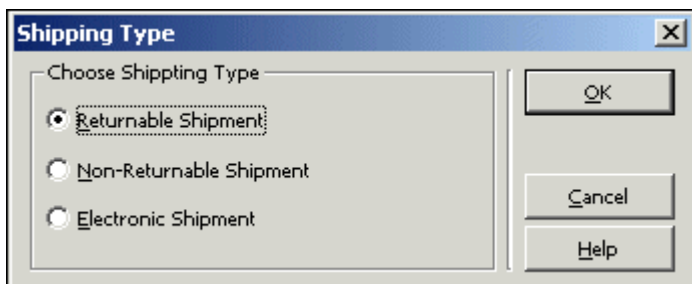 Shipping Type
Choose Shippting Type
Returnable Shipment
Non-Returnable Shipment
Electronic Shipment
OK
Cancel
Help